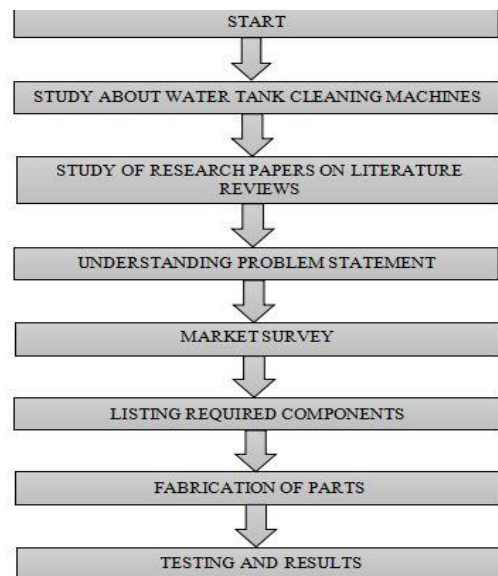 START
STUDY ABOUT WATER TANK CLEANING MACHINES
STUDY OF RESEARCH PAPERS ON LITERATURE
REVIEWS
UNDERSTANDING PROBLEM STATEMENT
MARKET SURVEY
LISTING REQUIRED COMPONENTS
FABRICATION OF PARTS
TESTING AND RESULTS